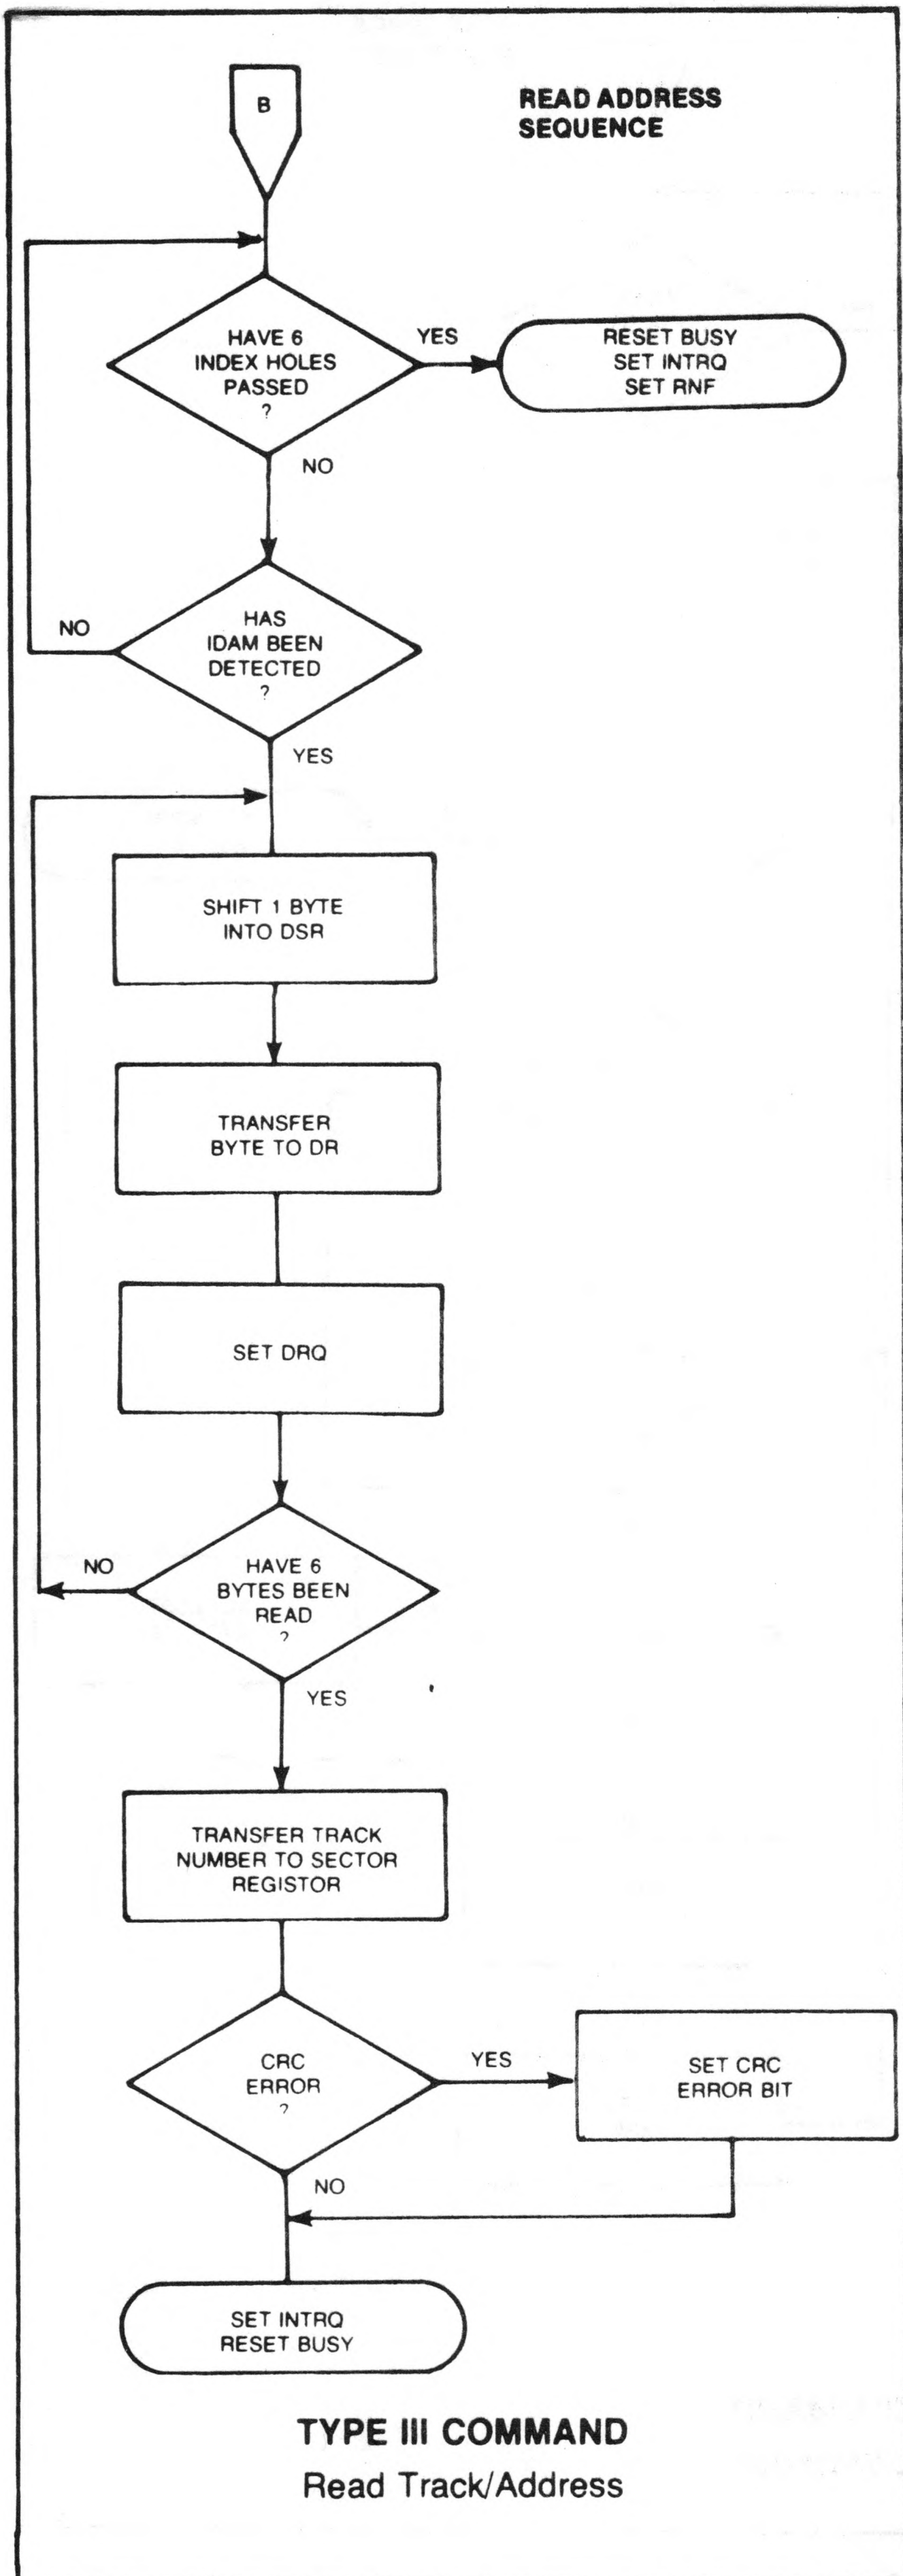 B
READ ADDRESS
SEQUENCE
HAVE 6
INDEX HOLES
PASSED
?
YES
RESET BUSY
SET INTRQ
SET RNF
NO
HAS
IDAM BEEN
DETECTED
?
NO
YES
SHIFT 1 BYTE
INTO DSR
TRANSFER
BYTE TO DR
SET DRQ
HAVE 6
BYTES BEEN
READ
?
NO
YES
TRANSFER TRACK
NUMBER TO SECTOR
REGISTOR
CRC
ERROR
?
YES
SET CRC
ERROR BIT
NO
SET INTRQ
RESET BUSY
TYPE III COMMAND
Read Track/Address